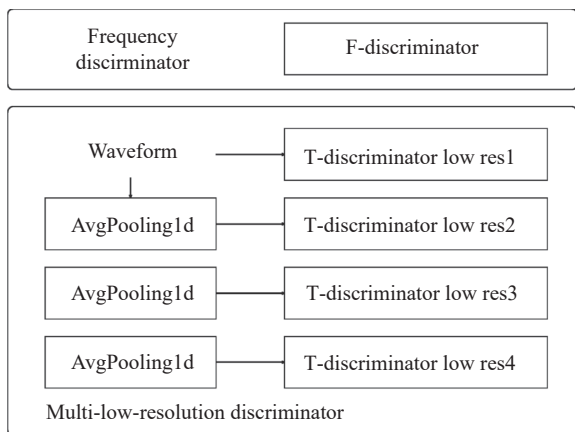 Frequency
discirminator
F-discriminator
Waveform
T-discriminator low res1
AvgPooling1d
T-discriminator low res2
AvgPooling1d
T-discriminator low res3
AvgPooling1d
T-discriminator low res4
Multi-low-resolution discriminator